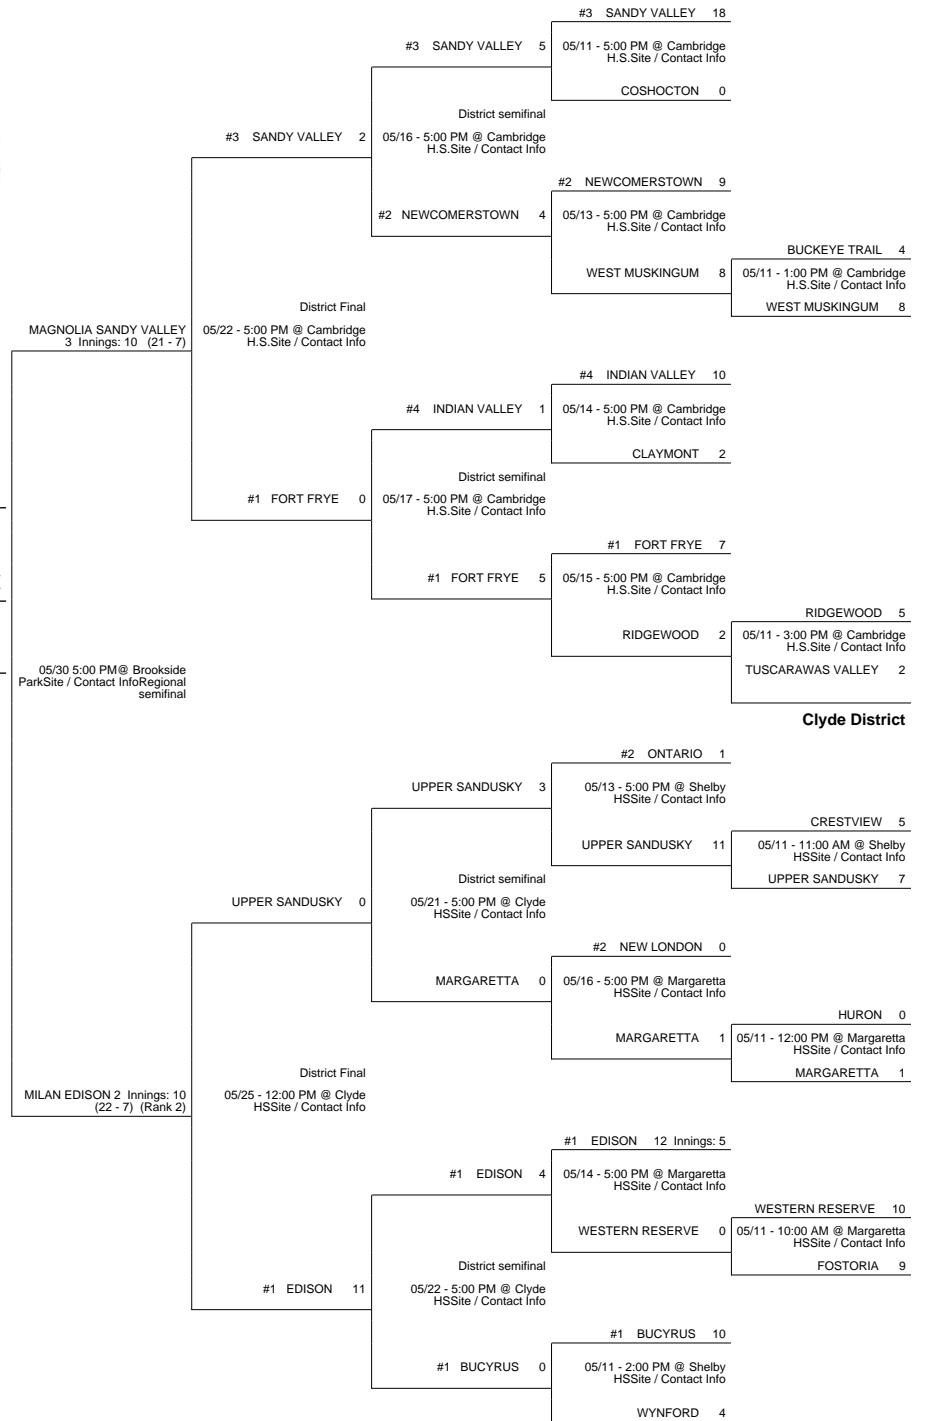 #3 SANDY VALLEY 18
#3 SANDY VALLEY 5
05/11 - 5:00 PM @ Cambridge
H.S.Site / Contact Info
COSHOCTON 0
District semifinal
#3 SANDY VALLEY 2
05/16 - 5:00 PM @ Cambridge
H.S.Site / Contact Info
#2 NEWCOMERSTOWN 9
#2 NEWCOMERSTOWN 4
05/13 - 5:00 PM @ Cambridge
H.S.Site / Contact Info
BUCKEYE TRAIL 4
WEST MUSKINGUM 8
05/11 - 1:00 PM @ Cambridge
H.S.Site / Contact Info
WEST MUSKINGUM 8
District Final
MAGNOLIA SANDY VALLEY
3 Innings: 10 (21 - 7)
05/22 - 5:00 PM @ Cambridge
H.S.Site / Contact Info
#4 INDIAN VALLEY 10
#4 INDIAN VALLEY 1
05/14 - 5:00 PM @ Cambridge
H.S.Site / Contact Info
CLAYMONT 2
District semifinal
#1 FORT FRYE 0
05/17 - 5:00 PM @ Cambridge
H.S.Site / Contact Info
#1 FORT FRYE 7
#1 FORT FRYE 5
05/15 - 5:00 PM @ Cambridge
H.S.Site / Contact Info
RIDGEWOOD 5
RIDGEWOOD 2
05/11 - 3:00 PM @ Cambridge
H.S.Site / Contact Info
TUSCARAWAS VALLEY 2
05/30 5:00 PM@ Brookside
ParkSite / Contact InfoRegional
semifinal
Clyde District
#2 ONTARIO 1
UPPER SANDUSKY 3
05/13 - 5:00 PM @ Shelby
HSSite / Contact Info
CRESTVIEW 5
UPPER SANDUSKY 11
05/11 - 11:00 AM @ Shelby
HSSite / Contact Info
UPPER SANDUSKY 7
District semifinal
UPPER SANDUSKY 0
05/21 - 5:00 PM @ Clyde
HSSite / Contact Info
#2 NEW LONDON 0
MARGARETTA 0
05/16 - 5:00 PM @ Margaretta
HSSite / Contact Info
HURON 0
MARGARETTA 1
05/11 - 12:00 PM @ Margaretta
HSSite / Contact Info
MARGARETTA 1
District Final
MILAN EDISON 2 Innings: 10
(22 - 7) (Rank 2)
05/25 - 12:00 PM @ Clyde
HSSite / Contact Info
#1 EDISON 12 Innings: 5
#1 EDISON 4
05/14 - 5:00 PM @ Margaretta
HSSite / Contact Info
WESTERN RESERVE 10
WESTERN RESERVE 0
05/11 - 10:00 AM @ Margaretta
HSSite / Contact Info
FOSTORIA 9
District semifinal
#1 EDISON 11
05/22 - 5:00 PM @ Clyde
HSSite / Contact Info
#1 BUCYRUS 10
#1 BUCYRUS 0
05/11 - 2:00 PM @ Shelby
HSSite / Contact Info
WYNFORD 4